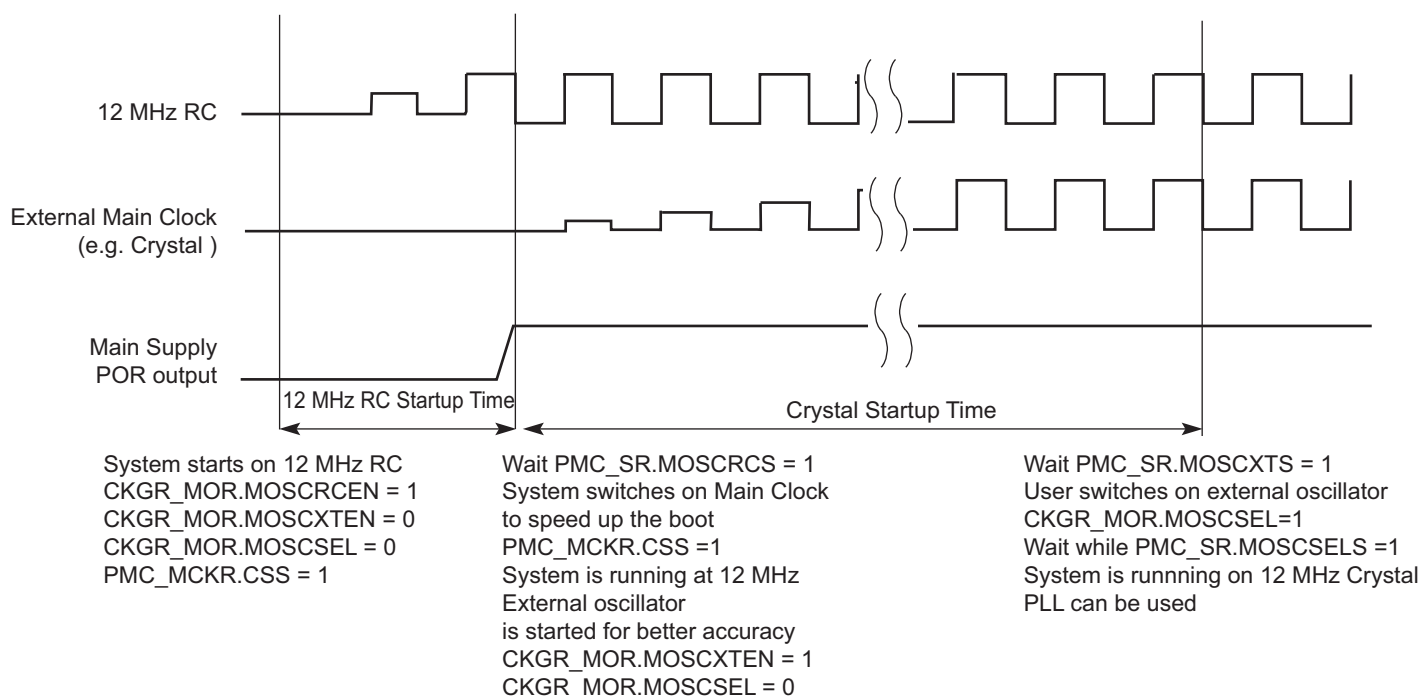 12 MHz RC
External Main Clock
(e.g. Crystal )
Main Supply
POR output
12 MHz RC Startup Time
Crystal Startup Time
System starts on 12 MHz RC
CKGR_MOR.MOSCRCEN = 1
CKGR_MOR.MOSCXTEN = 0
CKGR_MOR.MOSCSEL = 0
PMC_MCKR.CSS = 1
Wait PMC_SR.MOSCRCS = 1
System switches on Main Clock
to speed up the boot
PMC_MCKR.CSS =1
System is running at 12 MHz
External oscillator
is started for better accuracy
CKGR_MOR.MOSCXTEN = 1
CKGR_MOR.MOSCSEL = 0
Wait PMC_SR.MOSCXTS = 1
User switches on external oscillator
CKGR_MOR.MOSCSEL=1
Wait while PMC_SR.MOSCSELS =1
System is runnning on 12 MHz Crystal
PLL can be used